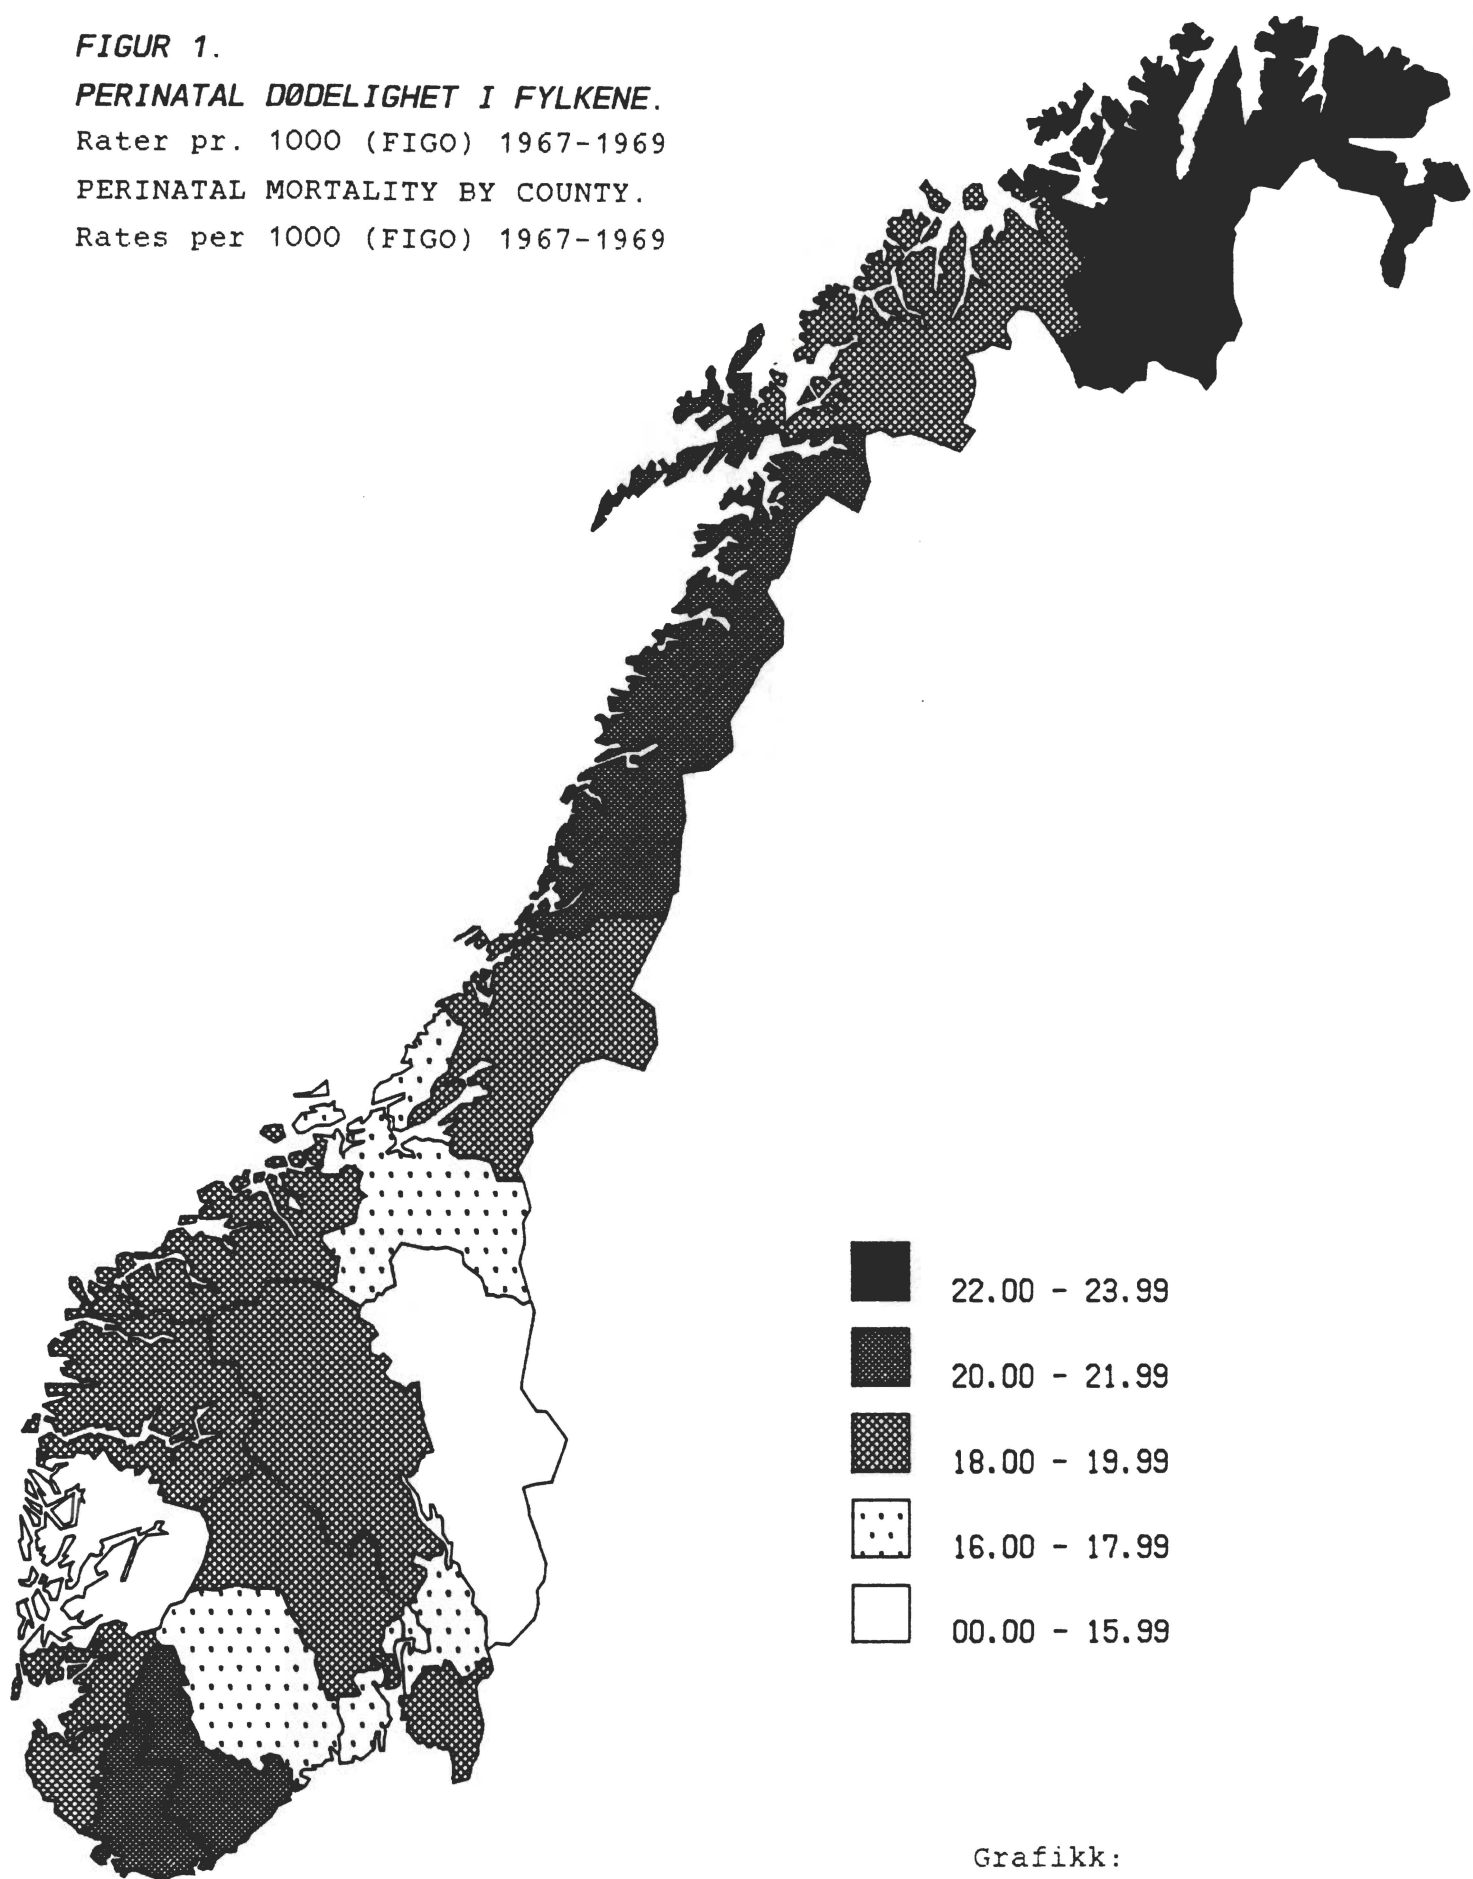 FIGUR 1.
PERINATAL DØDELIGHET I FYLKENE.
Rater pr. 1000 (FIGO) 1967-1969
PERINATAL MORTALITY BY COUNTY.
Rates per 1000 (FIGO) 1967-1969
22.00 - 23.99
20.00 - 21.99
18.00 - 19.99
16.00 - 17.99
00.00 - 15.99
Grafikk: